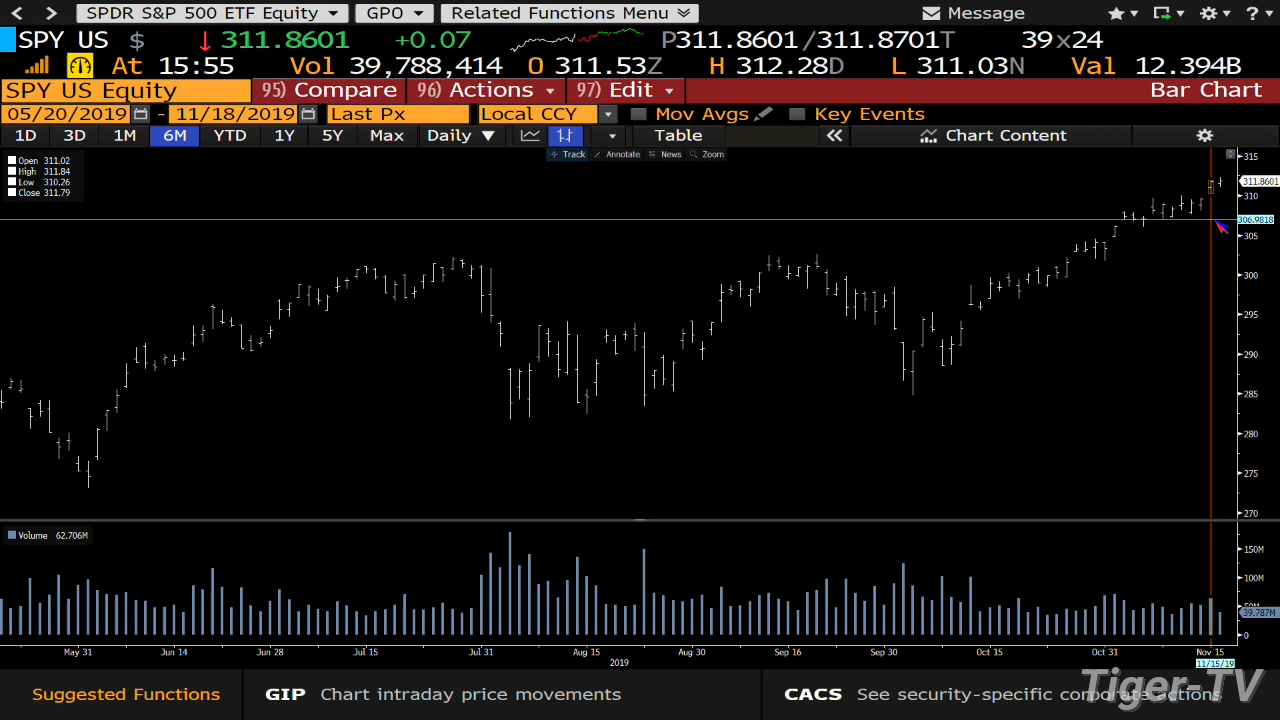 SPDR S&P 500 ETF Equity GPO Related Functions Menu Message ?
SPY US $ 311.8601 +0.07 P311.8601/311.8701T 39x24
At 15:55 Vol 39,788,414 O 311.53Z H 312.28D L 311.03N Val 12.394B
SPY US Equity 95) Compare 96) Actions 97) Edit Bar Chart
05/20/2019 - 11/18/2019 Last Px Local CCY Mov Avgs Key Events
1D 3D 1M 6M YTD 1Y 5Y Max Daily Table Chart Content
Track Annotate News Zoom
Open 311.02
High 311.84
Low 310.26
Close 311.79
315
311.8601
310
306.9818
305
300
295
290
285
280
275
270
Volume 62.706M
150M
100M
39.787M
0
May 31 Jun 14 Jun 28 Jul 15 Jul 31 Aug 15 Aug 30 Sep 16 Sep 30 Oct 15 Oct 31 Nov 15
2019 11/15/19
Suggested Functions GIP Chart intraday price movements CACS See security-specific corporate actions
Tiger-TV